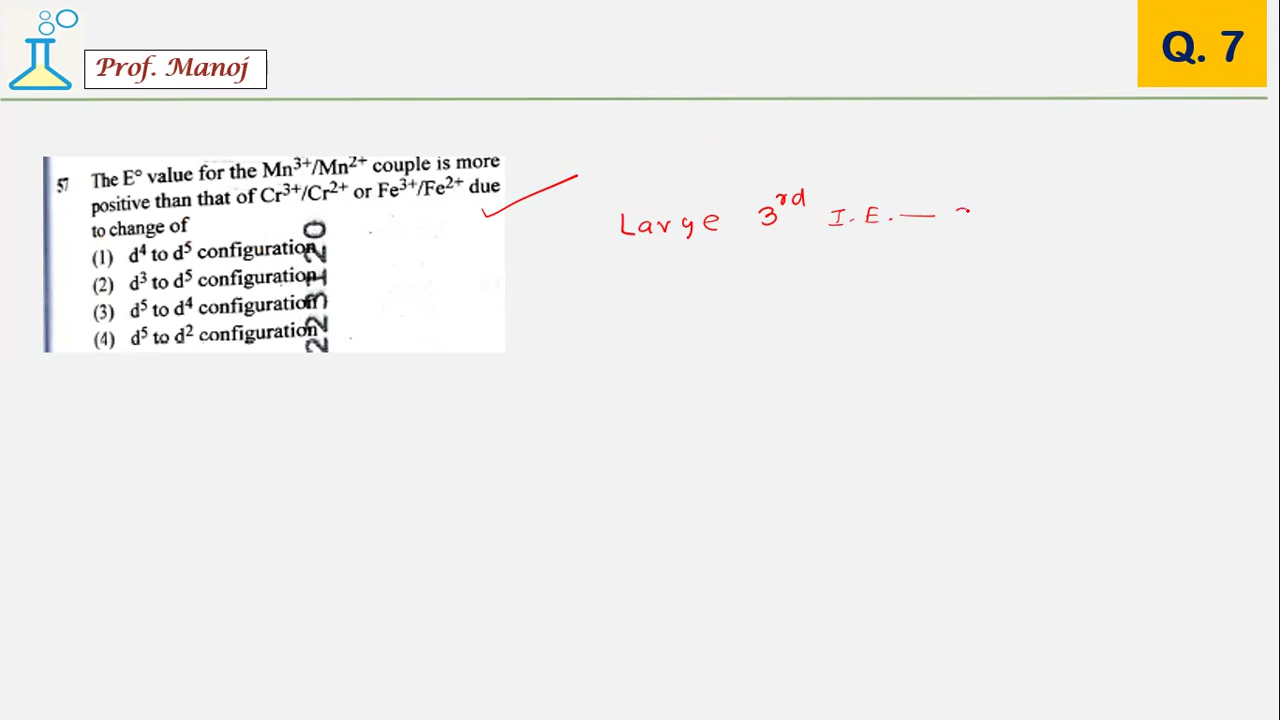 Prof. Manoj
Q. 7
57 The E° value for the Mn³⁺/Mn²⁺ couple is more
positive than that of Cr³⁺/Cr²⁺ or Fe³⁺/Fe²⁺ due
to change of
(1) d⁴ to d⁵ configuration
(2) d³ to d⁵ configuration
(3) d⁵ to d⁴ configuration
(4) d⁵ to d² configuration
Large 3rd I.E. —